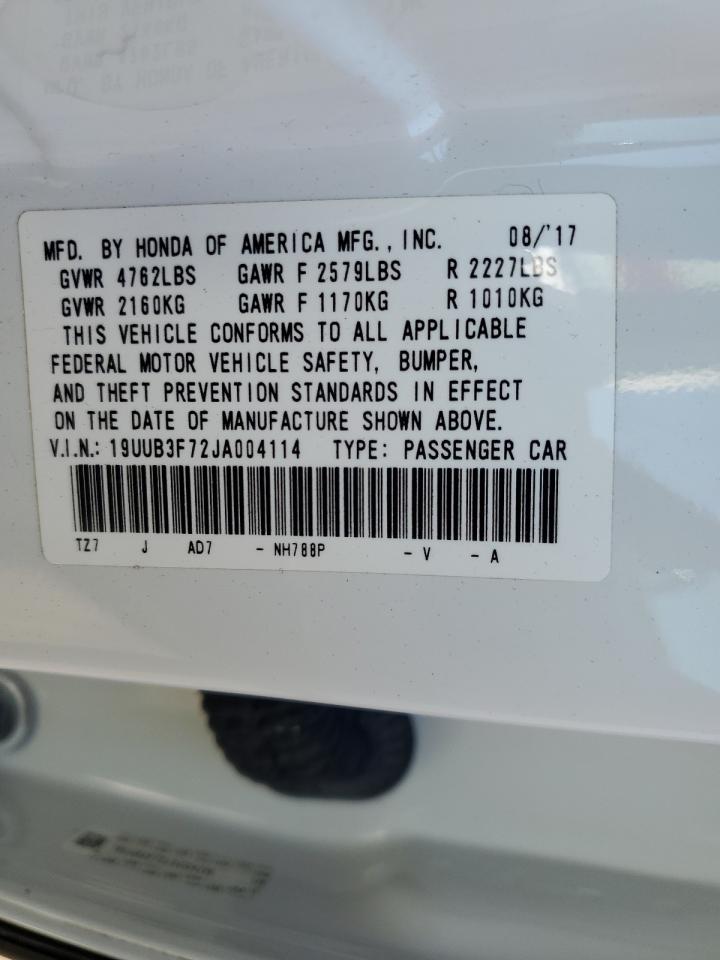 MFD. BY HONDA OF AMERICA MFG., INC. 08/'17
GVWR 4762LBS GAWR F 2579LBS R 2227LBS
GVWR 2160KG GAWR F 1170KG R 1010KG
THIS VEHICLE CONFORMS TO ALL APPLICABLE
FEDERAL MOTOR VEHICLE SAFETY, BUMPER,
AND THEFT PREVENTION STANDARDS IN EFFECT
ON THE DATE OF MANUFACTURE SHOWN ABOVE.
V.I.N.: 19UUB3F72JA004114 TYPE: PASSENGER CAR
TZ7 J AD7 - NH788P - V - A